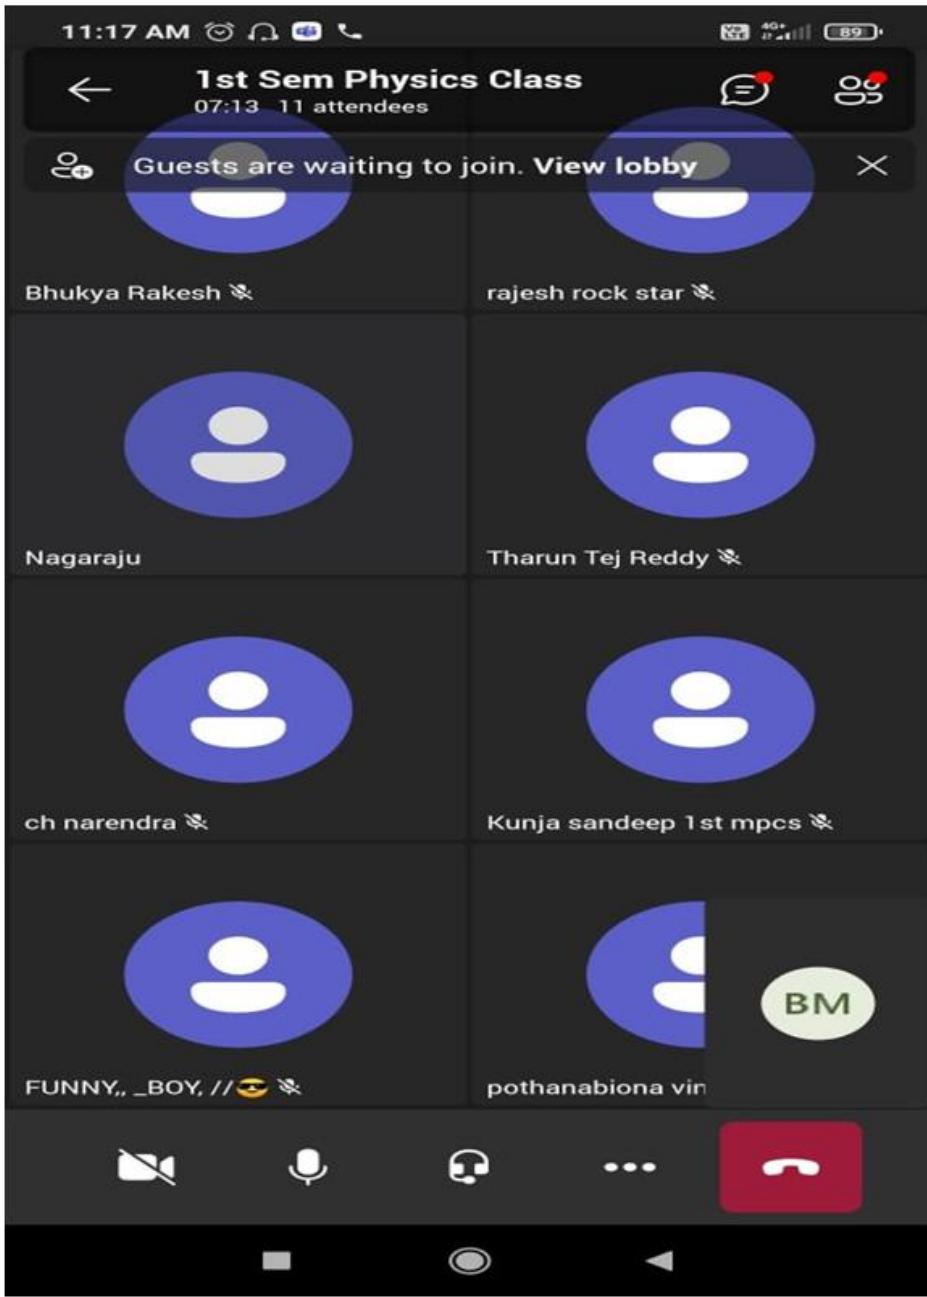 11:17 AM 4G+ 89
1st Sem Physics Class
07:13 11 attendees
Guests are waiting to join. View lobby
Bhukya Rakesh rajesh rock star
Nagaraju Tharun Tej Reddy
ch narendra Kunja sandeep 1st mpcs
BM
FUNNY,, _BOY, //😎 pothanabiona vin